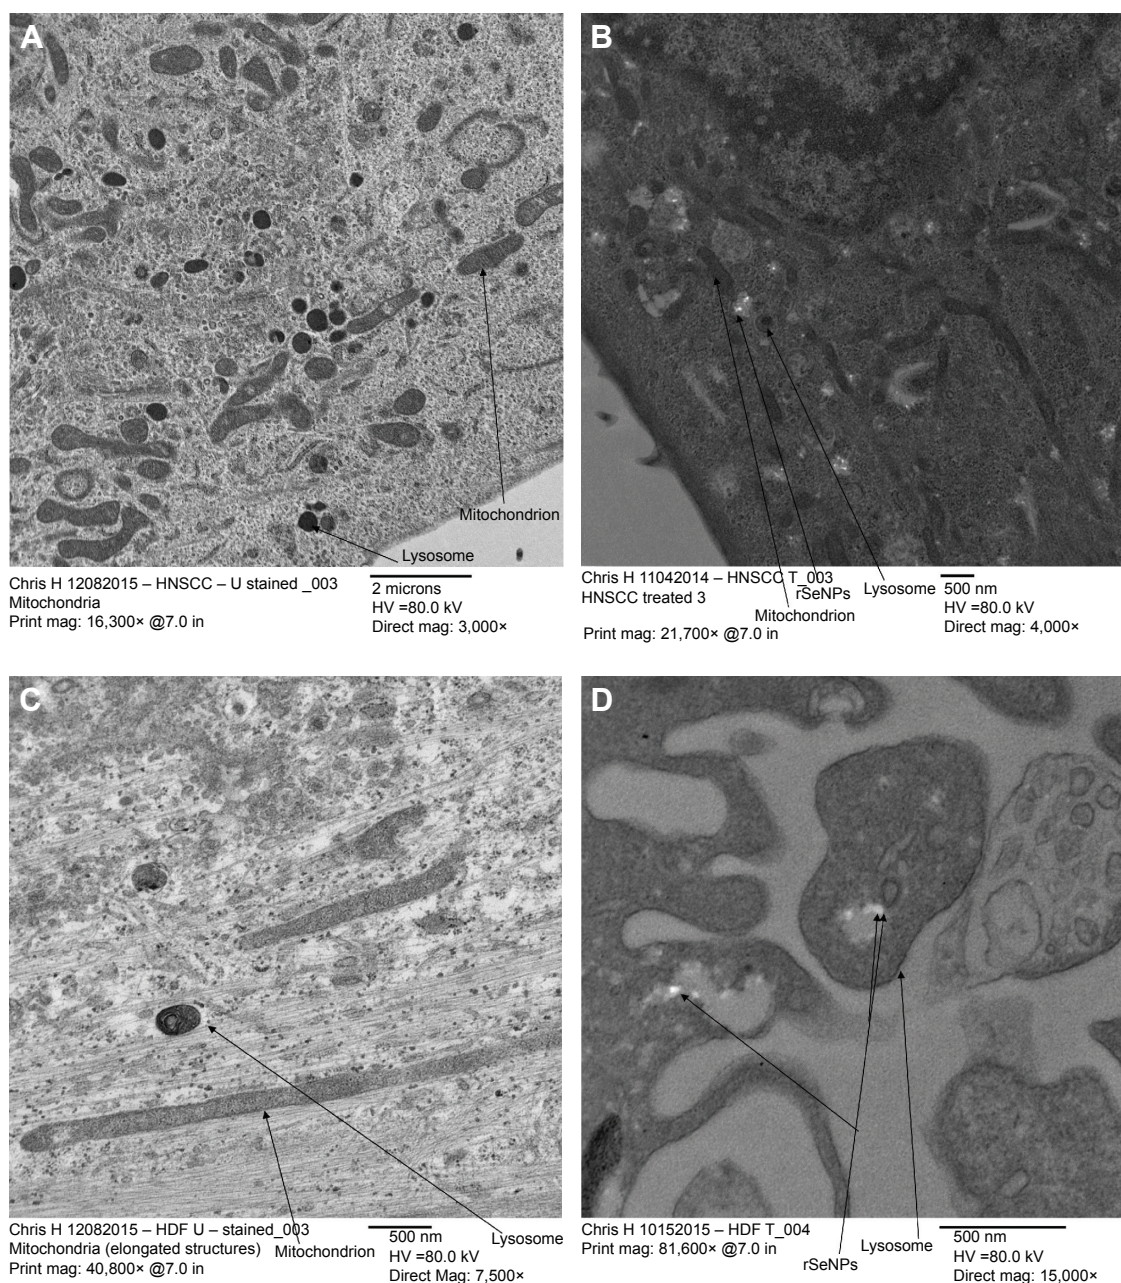 A
B
Mitochondrion
Lysosome
Chris H 12082015 – HNSCC – U stained _003
Mitochondria
Print mag: 16,300× @7.0 in
2 microns
HV =80.0 kV
Direct mag: 3,000×
Chris H 11042014 – HNSCC T_003
HNSCC treated 3
rSeNPs
Lysosome
Mitochondrion
Print mag: 21,700× @7.0 in
500 nm
HV =80.0 kV
Direct mag: 4,000×
C
D
Chris H 12082015 – HDF U – stained_003
Mitochondria (elongated structures)
Print mag: 40,800× @7.0 in
Mitochondrion
500 nm
HV =80.0 kV
Direct Mag: 7,500×
Lysosome
Chris H 10152015 – HDF T_004
Print mag: 81,600× @7.0 in
rSeNPs
Lysosome
500 nm
HV =80.0 kV
Direct mag: 15,000×